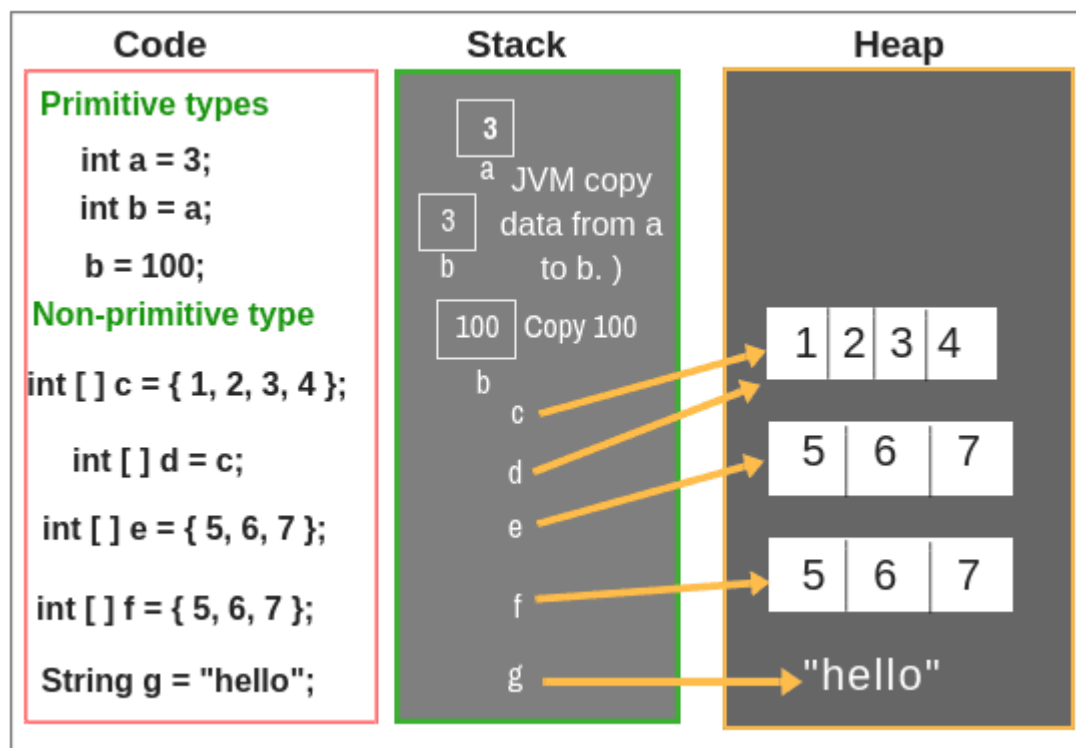 Code
Primitive types
int a = 3;
int b = a;
b = 100;
Non-primitive type
int [ ] c = { 1, 2, 3, 4 };
int [ ] d = c;
int [ ] e = { 5, 6, 7 };
int [ ] f = { 5, 6, 7 };
String g = "hello";
Stack
3
a
JVM copy
data from a
to b. )
3
b
100
Copy 100
b
c
d
e
f
g
Heap
1 2 3 4
5 6 7
5 6 7
"hello"